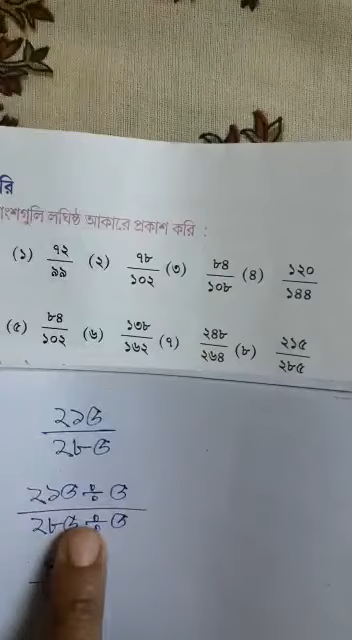 রি
ংশগুলি লঘিষ্ঠ আকারে প্রকাশ করি :
(১) ৭২/৯৯ (২) ৭৮/১০২ (৩) ৮৪/১০৮ (৪) ১২০/১৪৪
(৫) ৮৪/১০২ (৬) ১৩৮/১৬২ (৭) ২৪৮/২৬৪ (৮) ২১৫/২৮৫
২১৫
২৮৫
২১৫ ÷ ৫
২৮৫ ÷ ৫